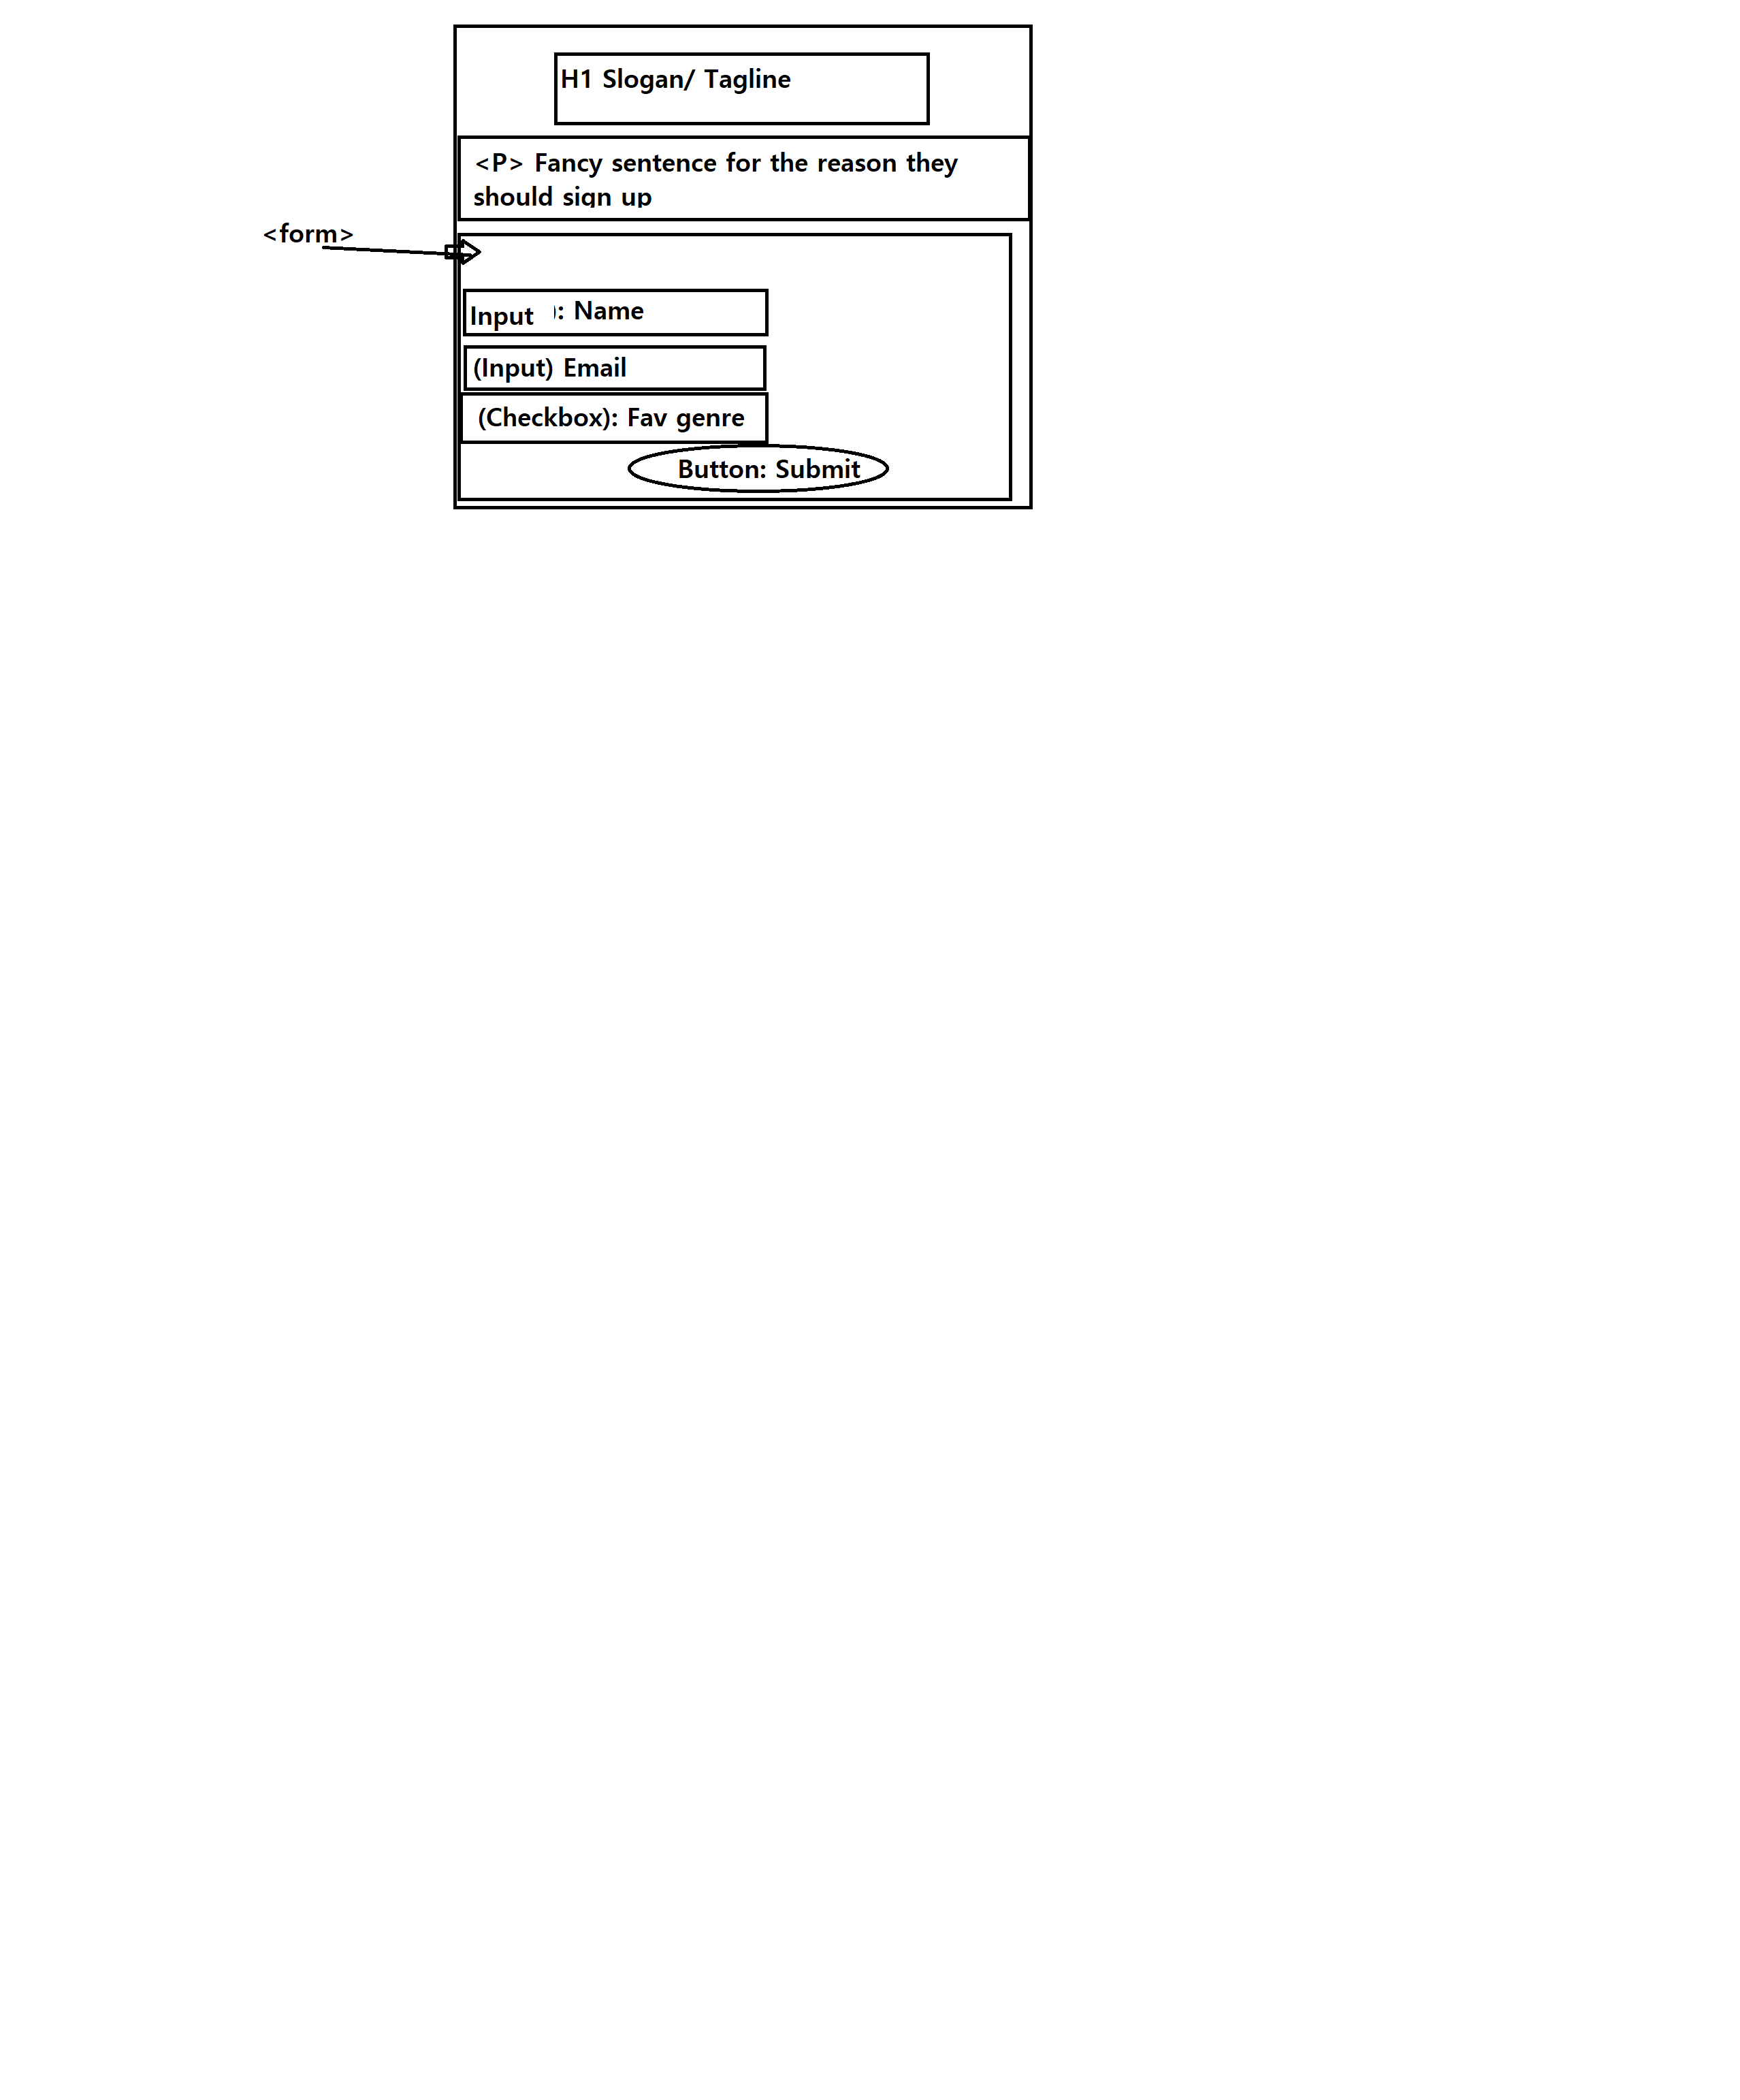 H1 Slogan/ Tagline
<P> Fancy sentence for the reason they
should sign up
<form>
Input ): Name
(Input) Email
(Checkbox): Fav genre
Button: Submit